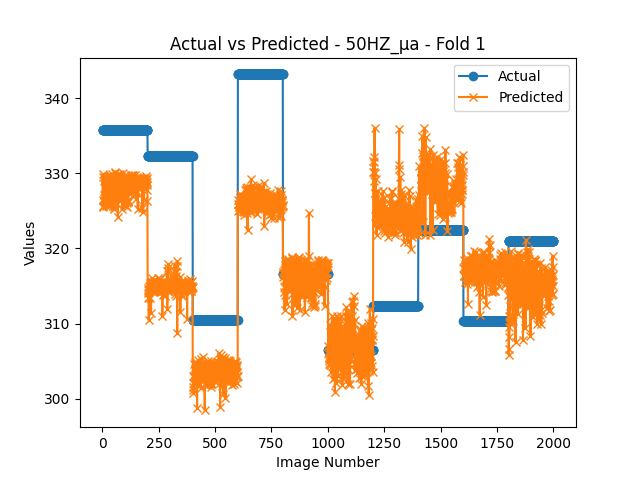 Actual vs Predicted - 50HZ_μa - Fold 1
Actual
Predicted
Values
340
330
320
310
300
0
250
500
750
1000
1250
1500
1750
2000
Image Number